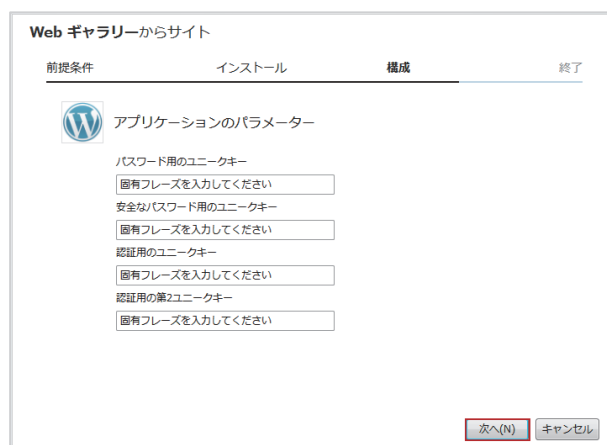 Web ギャラリーからサイト
前提条件 インストール 構成 終了
アプリケーションのパラメーター
パスワード用のユニークキー
固有フレーズを入力してください
安全なパスワード用のユニークキー
固有フレーズを入力してください
認証用のユニークキー
固有フレーズを入力してください
認証用の第2ユニークキー
固有フレーズを入力してください
次へ(N) キャンセル